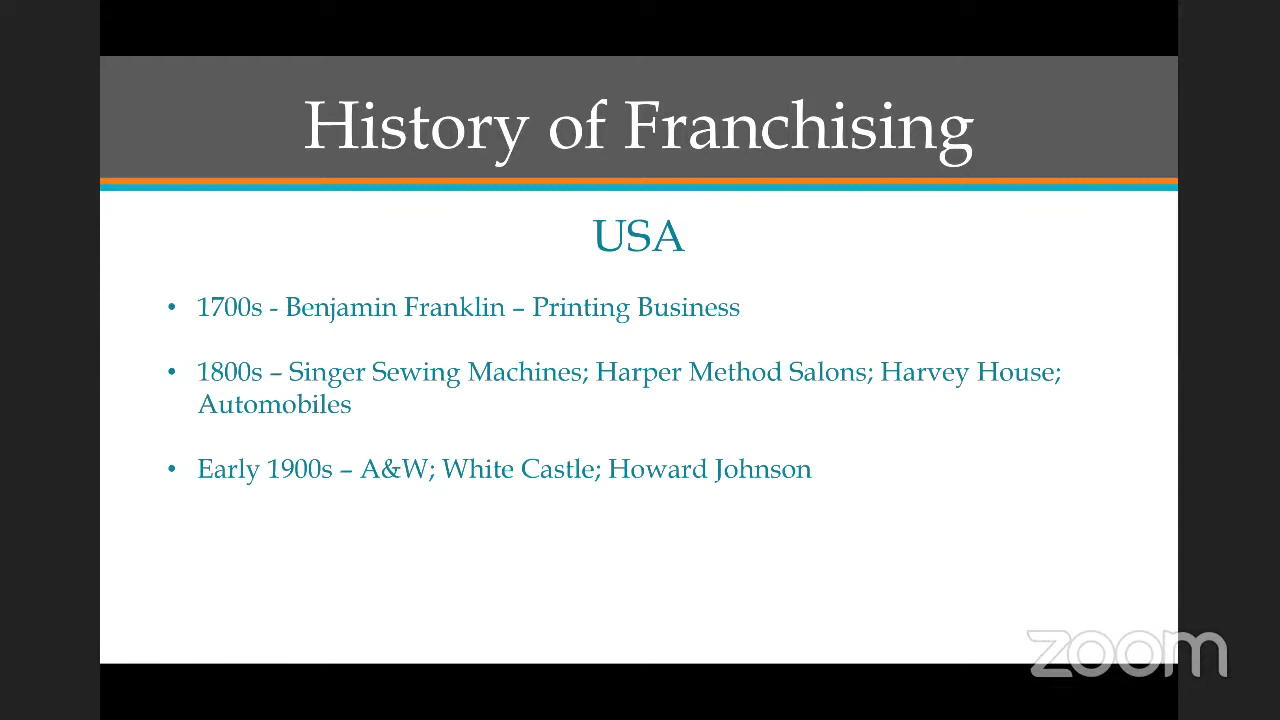 History of Franchising
USA
• 1700s - Benjamin Franklin – Printing Business
• 1800s – Singer Sewing Machines; Harper Method Salons; Harvey House;
Automobiles
• Early 1900s – A&W; White Castle; Howard Johnson
zoom